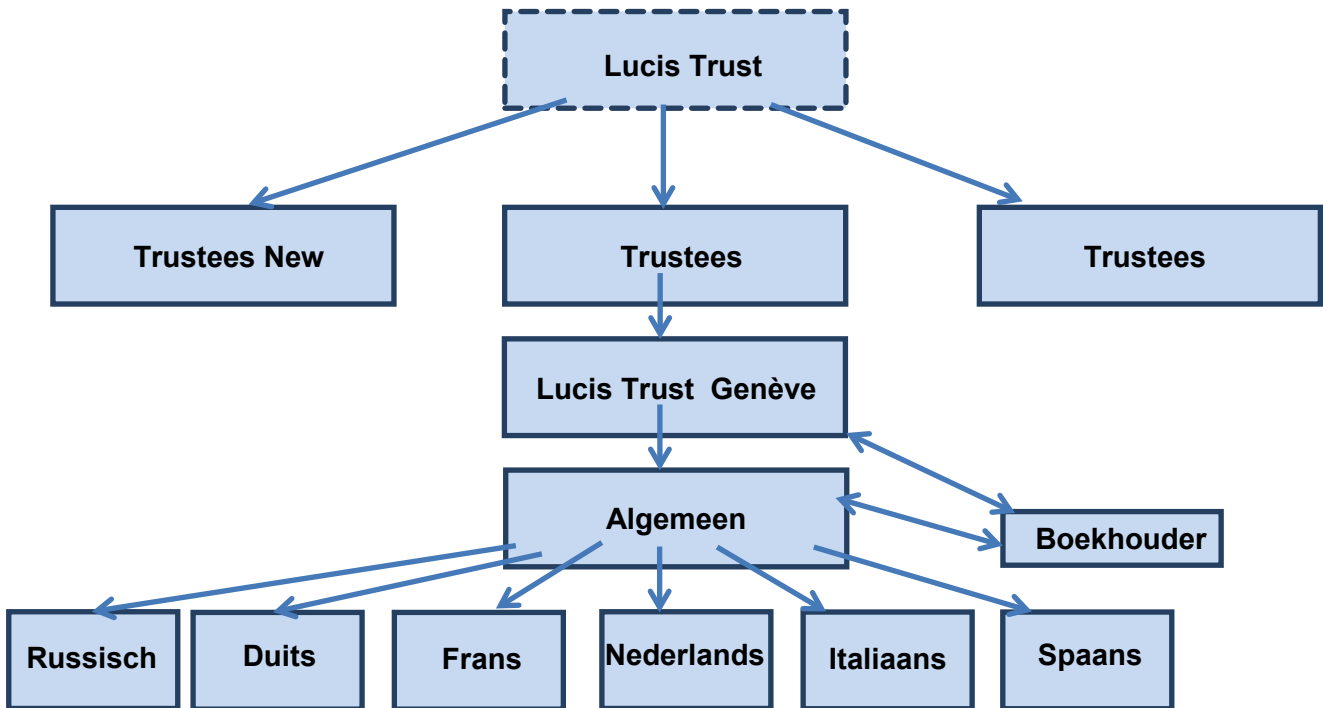 Lucis Trust
Trustees New
Trustees
Trustees
Lucis Trust Genève
Algemeen
Boekhouder
Russisch
Duits
Frans
Nederlands
Italiaans
Spaans